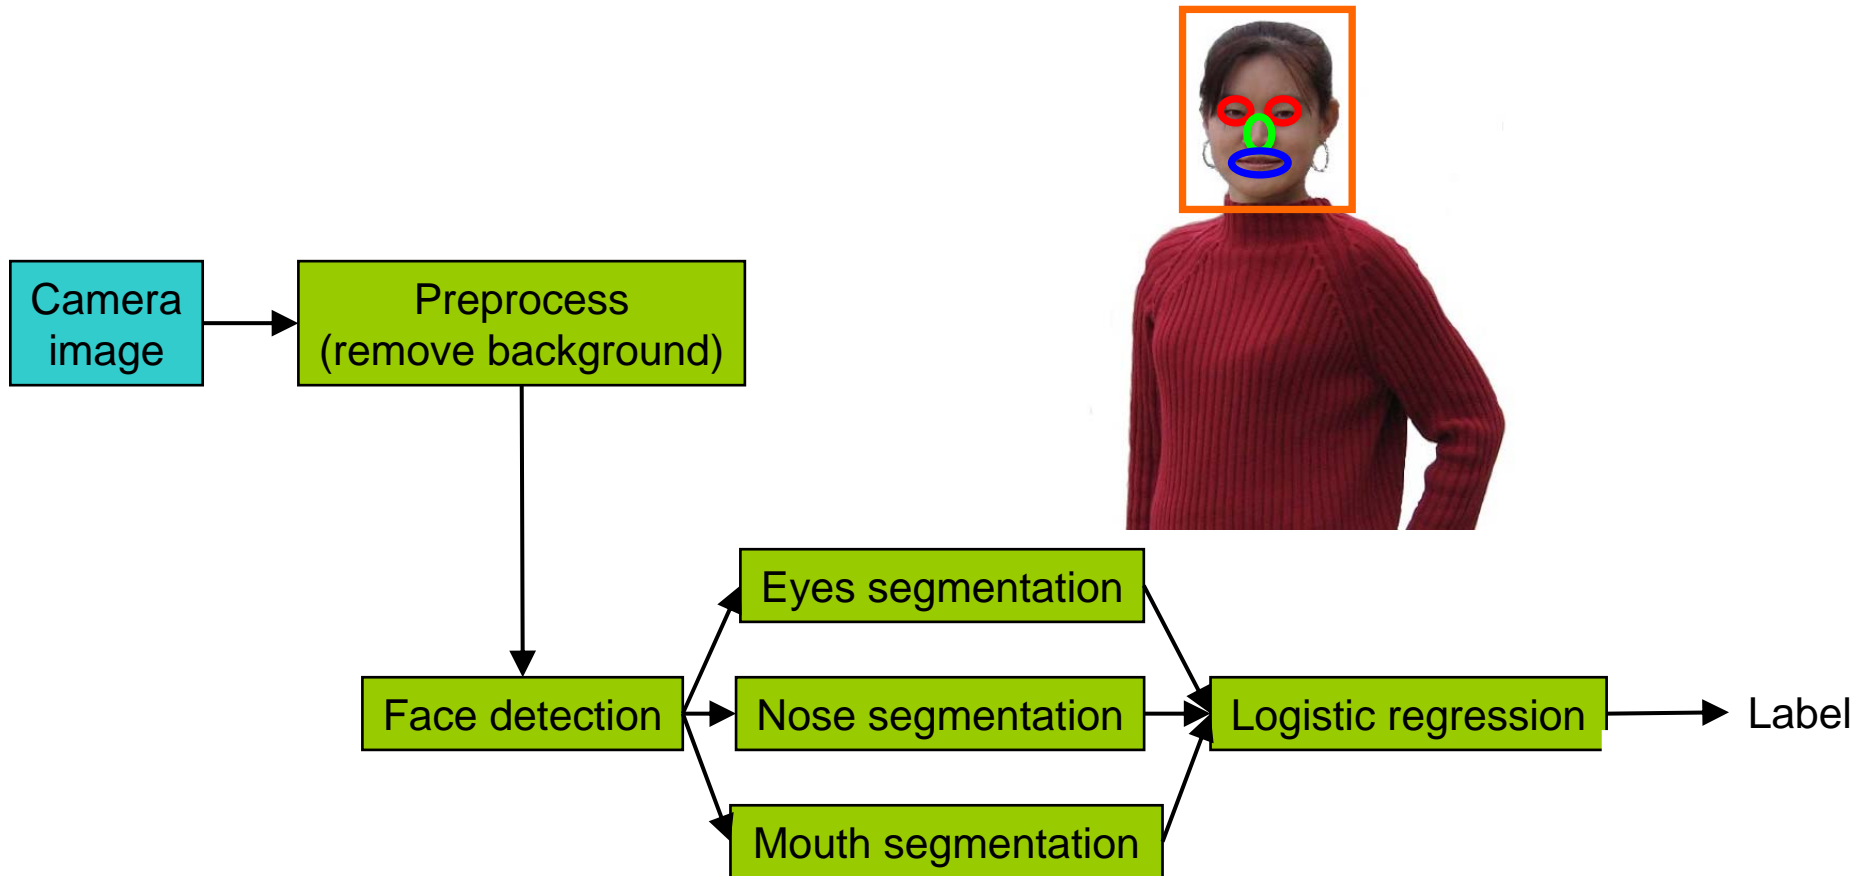 Camera
image
Preprocess
(remove background)
Eyes segmentation
Face detection
Nose segmentation
Logistic regression
Label
Mouth segmentation